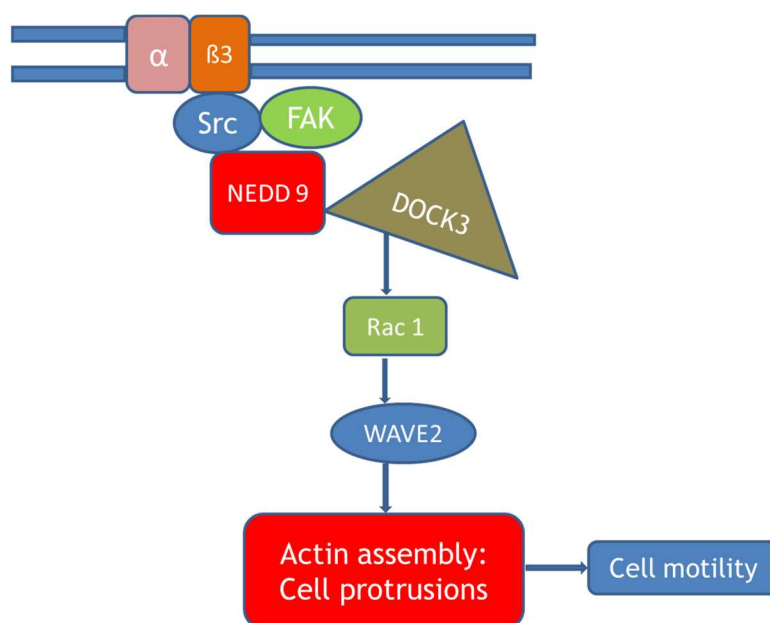 α
ß3
Src
FAK
NEDD 9
DOCK3
Rac 1
WAVE2
Actin assembly:
Cell protrusions
Cell motility